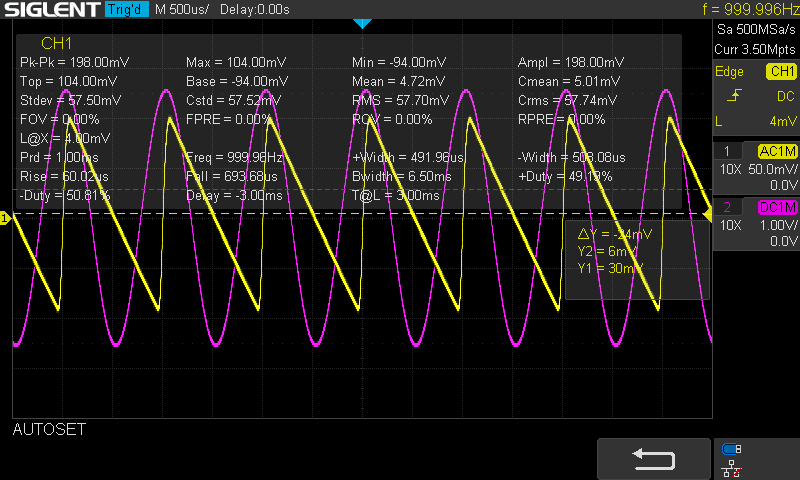 SIGLENT Trig'd M 500us/ Delay:0.00s f = 999.996Hz
Sa 500MSa/s
Curr 3.50Mpts
CH1
Pk-Pk = 198.00mV Max = 104.00mV Min = -94.00mV Ampl = 198.00mV
Top = 104.00mV Base = -94.00mV Mean = 4.72mV Cmean = 5.01mV
Stdev = 57.50mV Cstd = 57.52mV RMS = 57.70mV Crms = 57.74mV
FOV = 0.00% FPRE = 0.00% ROV = 0.00% RPRE = 0.00%
L@X = 4.00mV
Prd = 1.00ms Freq = 999.96Hz +Width = 491.96us -Width = 508.08us
Rise = 60.02us Fall = 693.68us Bwidth = 6.50ms +Duty = 49.19%
-Duty = 50.81% Delay = -3.00ms T@L = 3.00ms
Edge CH1
DC
L 4mV
1 AC1M
10X 50.0mV/
0.0V
2 DC1M
10X 1.00V/
0.0V
1
ΔY = -24mV
Y2 = 6mV
Y1 = 30mV
AUTOSET